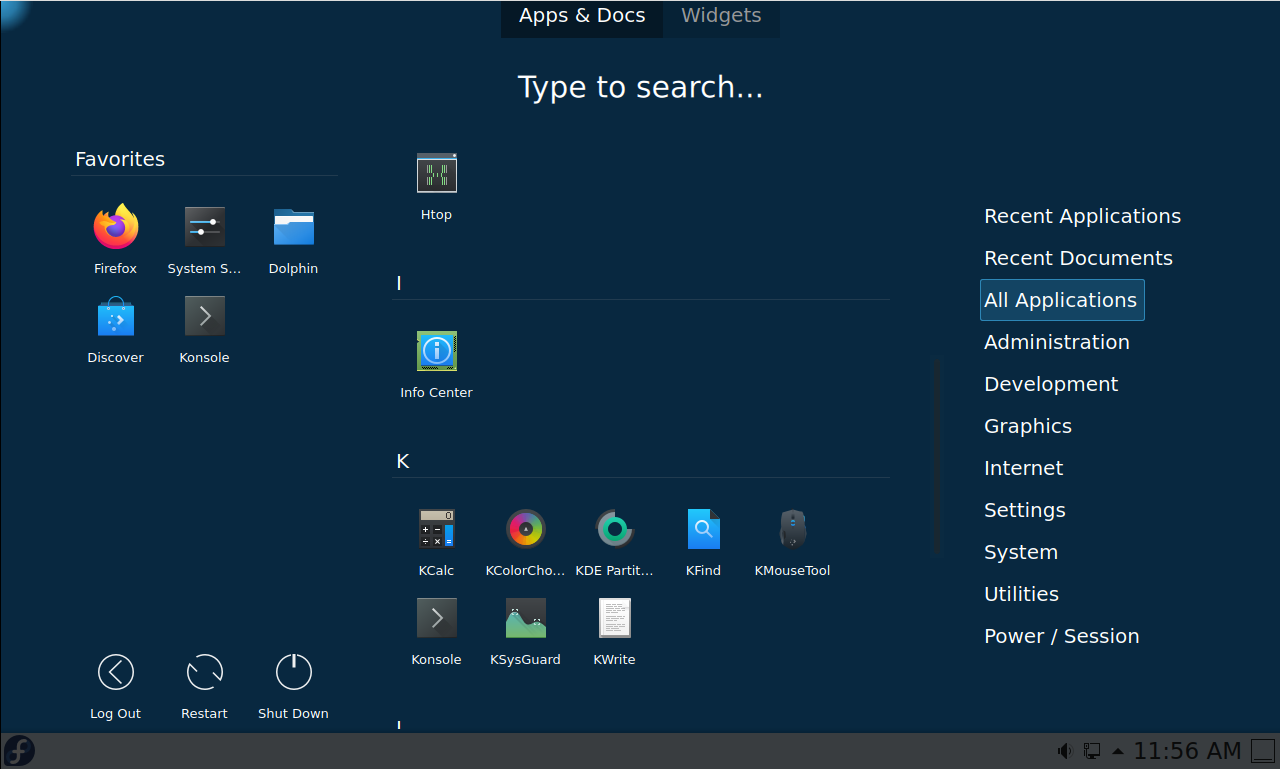 Apps & Docs
Widgets
Type to search...
Favorites
Firefox
System S...
Dolphin
Discover
Konsole
Htop
I
Info Center
K
KCalc
KColorCho...
KDE Partit...
KFind
KMouseTool
Konsole
KSysGuard
KWrite
Recent Applications
Recent Documents
All Applications
Administration
Development
Graphics
Internet
Settings
System
Utilities
Power / Session
Log Out
Restart
Shut Down
11:56 AM